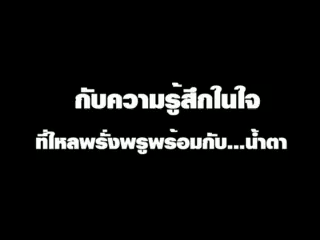 กับความรู้สึกในใจ
ที่ไหลพรั่งพรูพร้อมกับ...น้ำตา